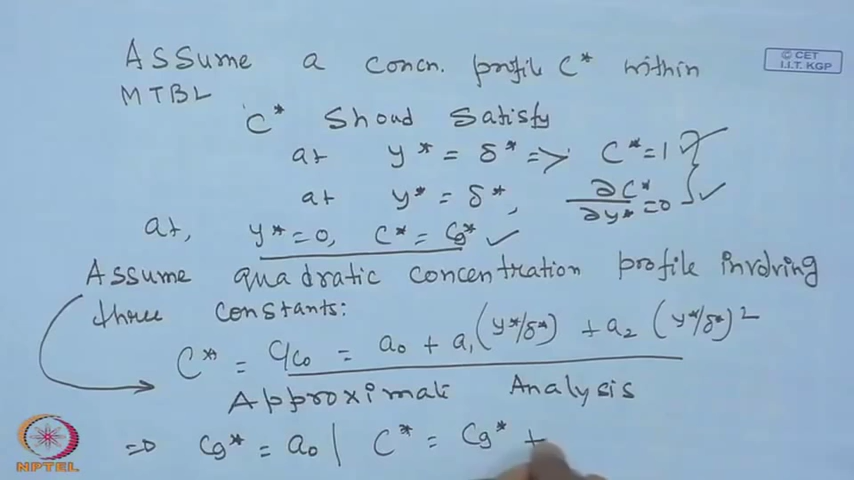 Assume a concn. profile C* within
© CET
I.I.T. KGP
MTBL
C* Shoud Satisfy
at y* = δ* => C*=1
at y* = δ*, ∂C*/∂y*=0
at, y*=0, C* = Cg*
Assume quadratic concentration profile involving
three constants:
C* = C/C₀ = a₀ + a₁(y*/δ*) + a₂(y*/δ*)²
Approximate Analysis
=> Cg* = a₀ | C* = Cg* +
NPTEL